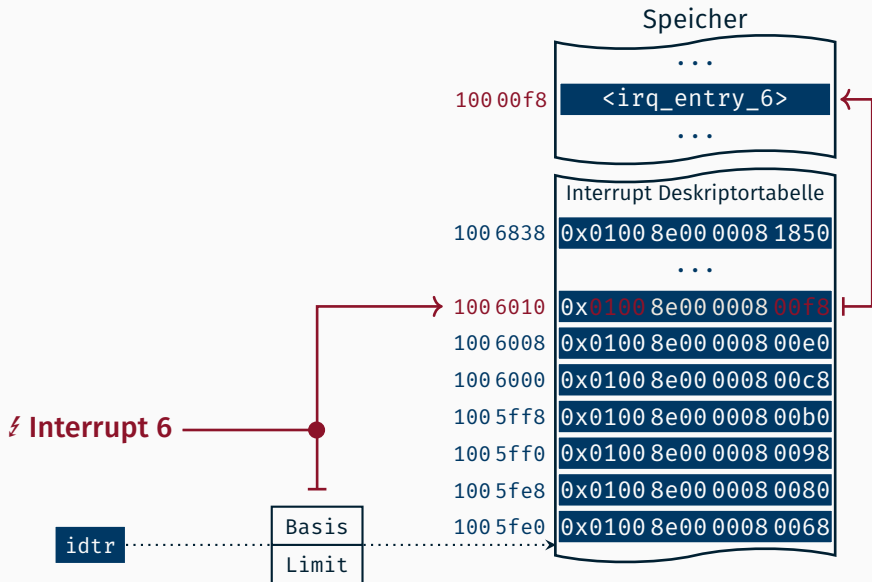 Speicher
...
100 00f8 <irq_entry_6>
...
Interrupt Deskriptortabelle
100 6838 0x0100 8e00 0008 1850
...
100 6010 0x0100 8e00 0008 00f8
100 6008 0x0100 8e00 0008 00e0
100 6000 0x0100 8e00 0008 00c8
100 5ff8 0x0100 8e00 0008 00b0
Interrupt 6
100 5ff0 0x0100 8e00 0008 0098
100 5fe8 0x0100 8e00 0008 0080
100 5fe0 0x0100 8e00 0008 0068
Basis
idtr
Limit